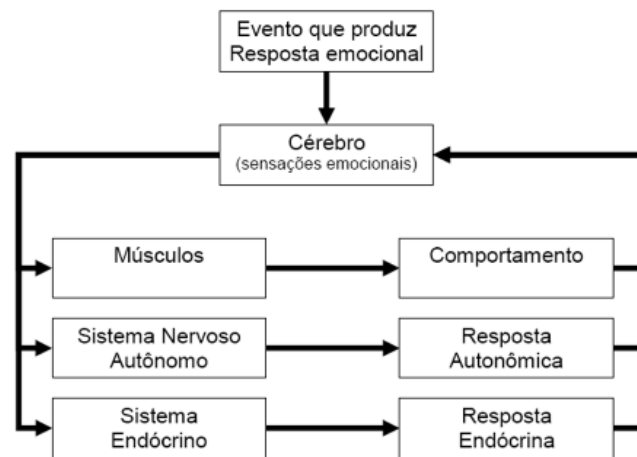 Evento que produz
Resposta emocional
Cérebro
(sensações emocionais)
Músculos
Comportamento
Sistema Nervoso
Autônomo
Resposta
Autonômica
Sistema
Endócrino
Resposta
Endócrina